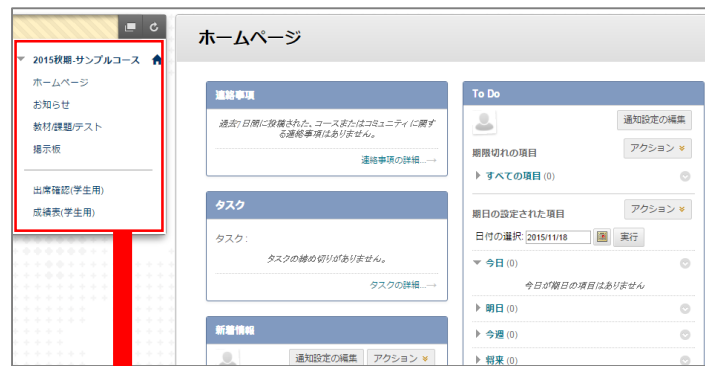 2015秋期-サンプルコース
ホームページ
お知らせ
教材/課題/テスト
掲示板
出席確認(学生用)
成績表(学生用)
ホームページ
連絡事項
過去7日間に投稿された、コースまたはコミュニティに関す
る連絡事項はありません。
連絡事項の詳細...→
タスク
タスク:
タスクの締め切りがありません。
タスクの詳細...→
新着情報
通知設定の編集 アクション
To Do
通知設定の編集
期限切れの項目 アクション
すべての項目 (0)
期日の設定された項目 アクション
日付の選択: 2015/11/18 実行
今日 (0)
今日が期日の項目はありません
明日 (0)
今週 (0)
将来 (0)